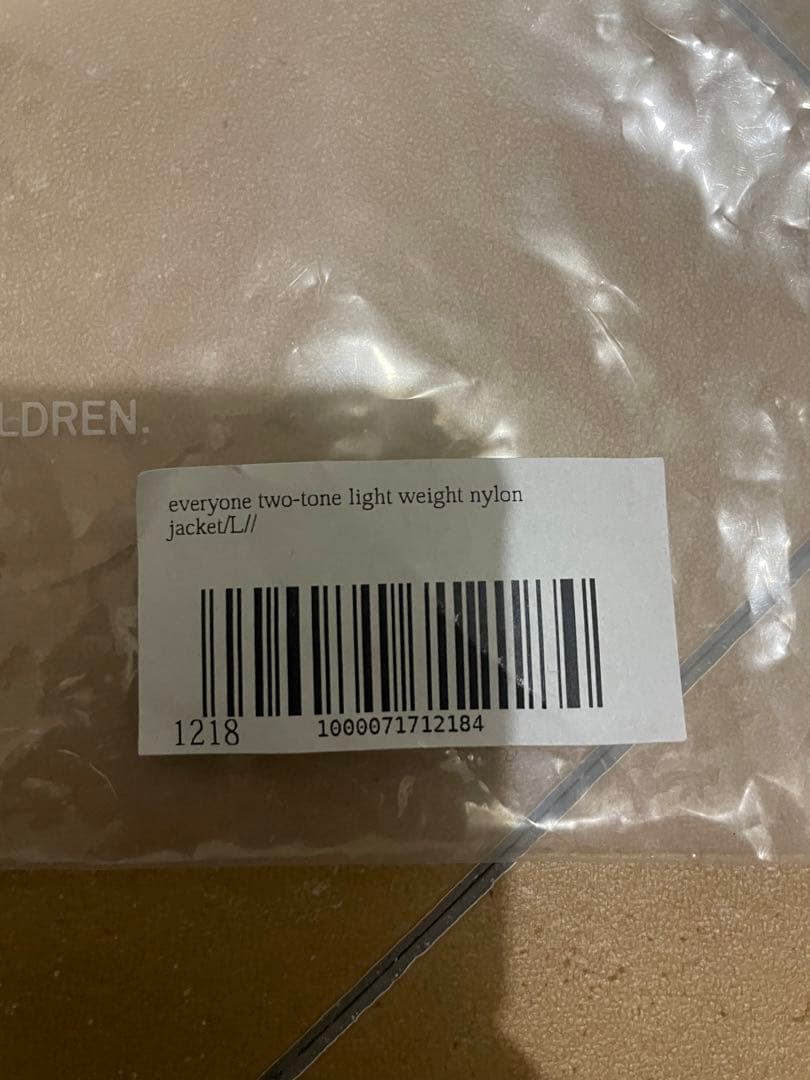 LDREN.
everyone two-tone light weight nylon
jacket/L//
1218
1000071712184